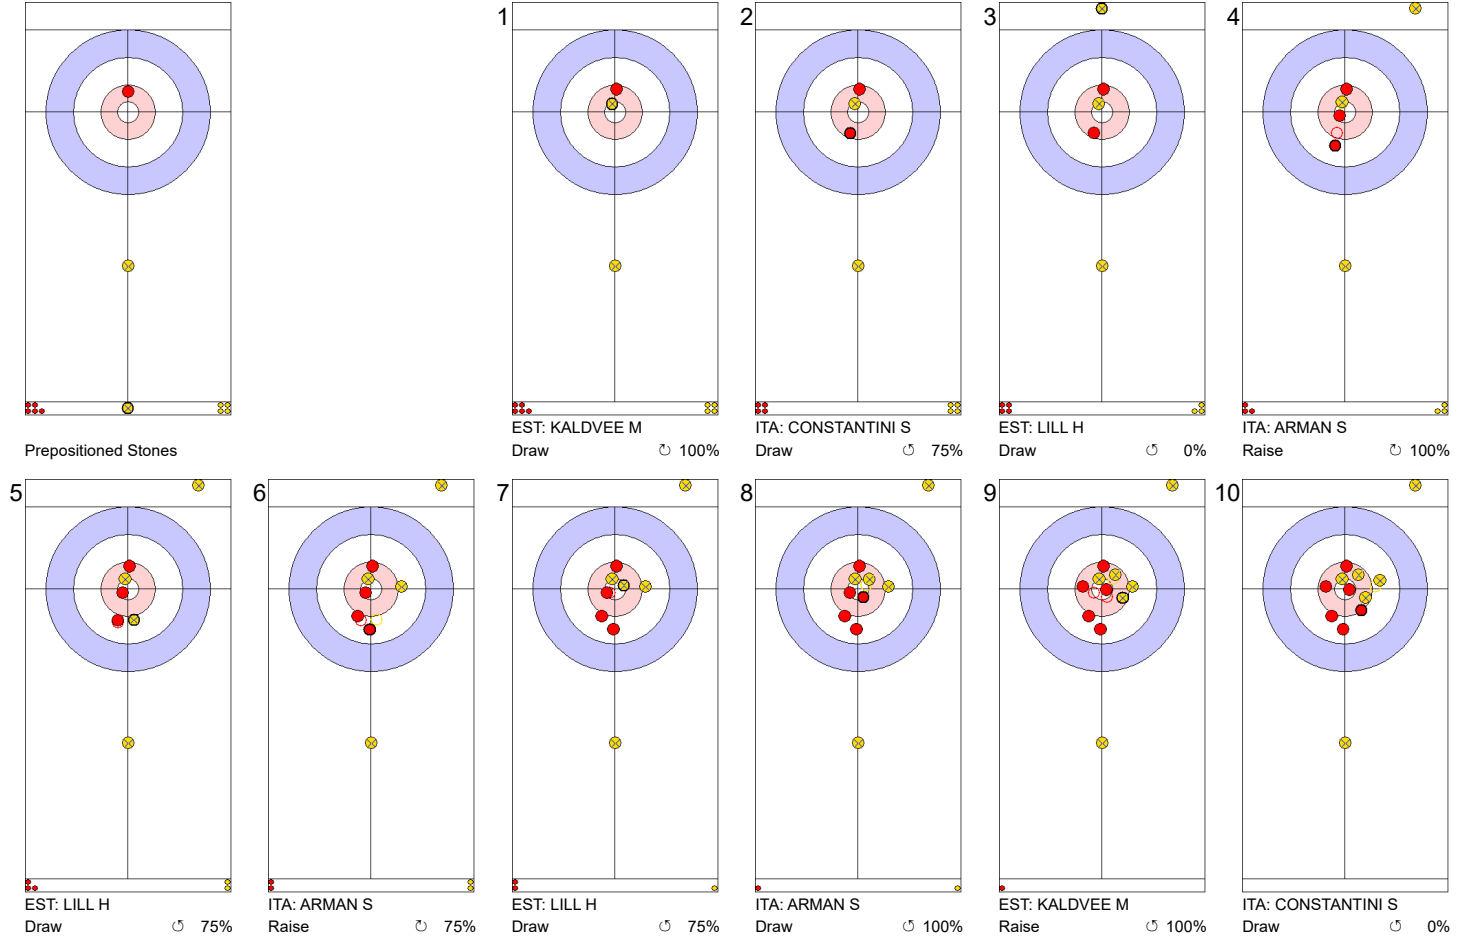 1
2
3
4
EST: KALDVEE M
ITA: CONSTANTINI S
EST: LILL H
ITA: ARMAN S
Prepositioned Stones
Draw ↻ 100%
Draw ↺ 75%
Draw ↺ 0%
Raise ↻ 100%
5
6
7
8
9
10
EST: LILL H
ITA: ARMAN S
EST: LILL H
ITA: ARMAN S
EST: KALDVEE M
ITA: CONSTANTINI S
Draw ↺ 75%
Raise ↺ 75%
Draw ↺ 75%
Draw ↺ 100%
Raise ↺ 100%
Draw ↺ 0%